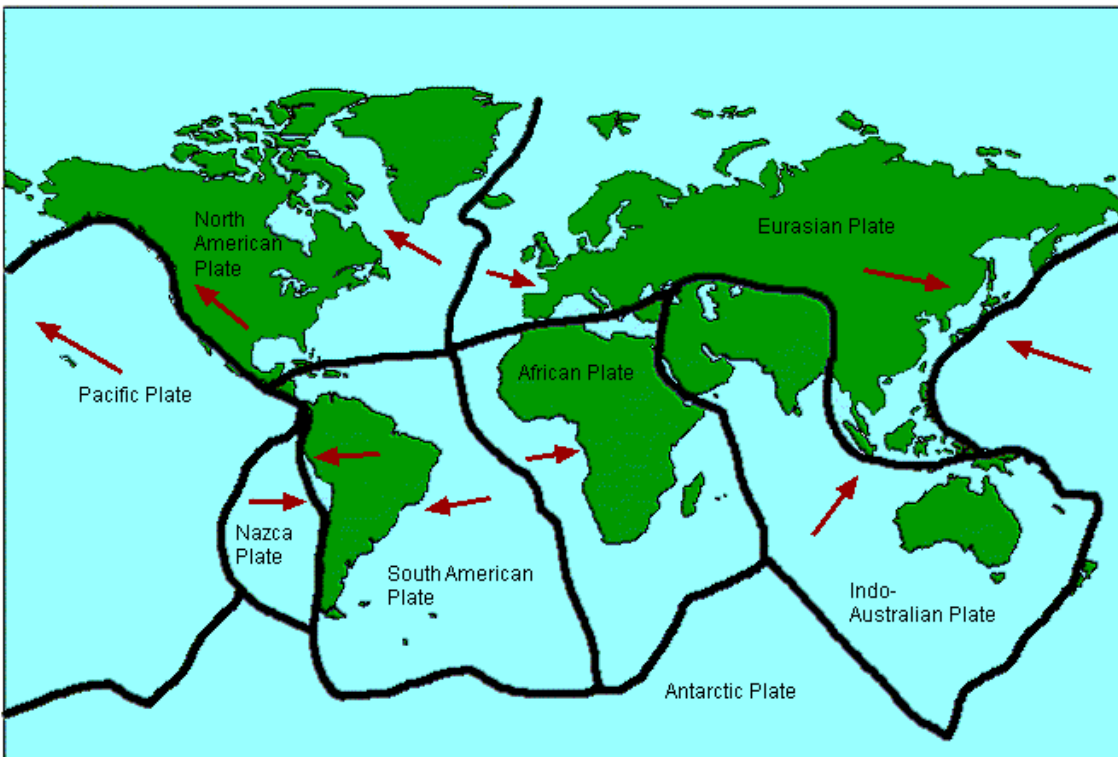 North
American
Plate
Eurasian Plate
Pacific Plate
African Plate
Nazca
Plate
South American
Plate
Indo-
Australian Plate
Antarctic Plate